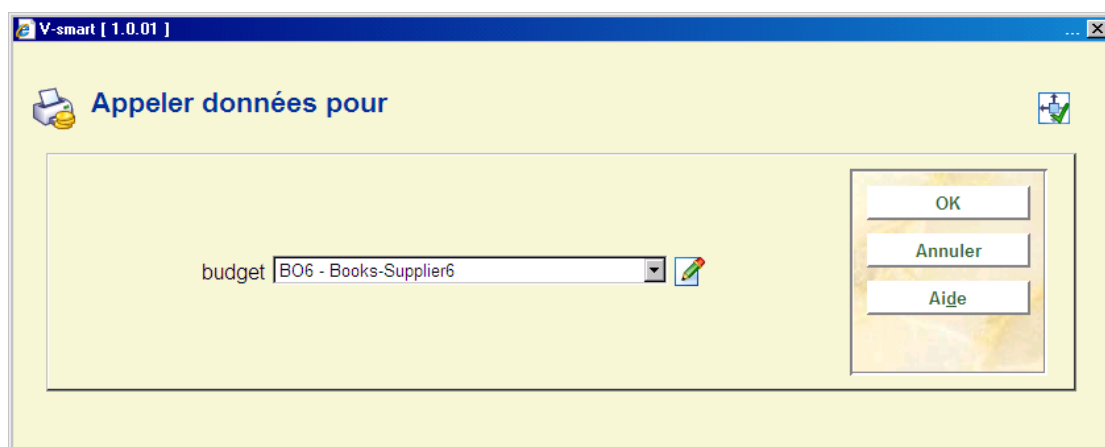 V-smart [ 1.0.01 ]
...
Appeler données pour
OK
Annuler
budget BO6 - Books-Supplier6
Aide